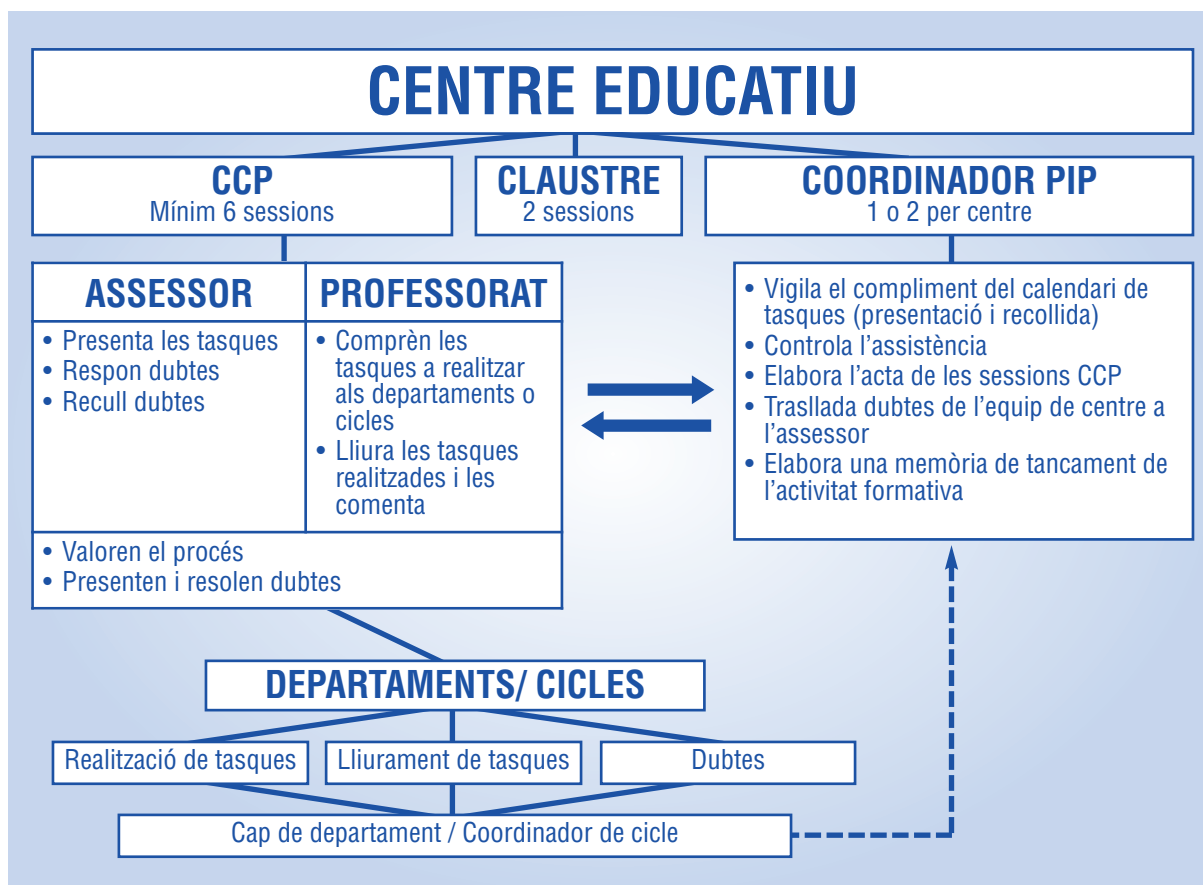 CENTRE EDUCATIU
CCP
Mínim 6 sessions
CLAUSTRE
2 sessions
COORDINADOR PIP
1 o 2 per centre
ASSESSOR
• Presenta les tasques
• Respon dubtes
• Recull dubtes
PROFESSORAT
• Comprèn les
tasques a realitzar
als departaments o
cicles
• Lliura les tasques
realitzades i les
comenta
• Valoren el procés
• Presenten i resolen dubtes
• Vigila el compliment del calendari de
tasques (presentació i recollida)
• Controla l'assistència
• Elabora l'acta de les sessions CCP
• Trasllada dubtes de l'equip de centre a
l'assessor
• Elabora una memòria de tancament de
l'activitat formativa
DEPARTAMENTS/ CICLES
Realització de tasques
Lliurament de tasques
Dubtes
Cap de departament / Coordinador de cicle